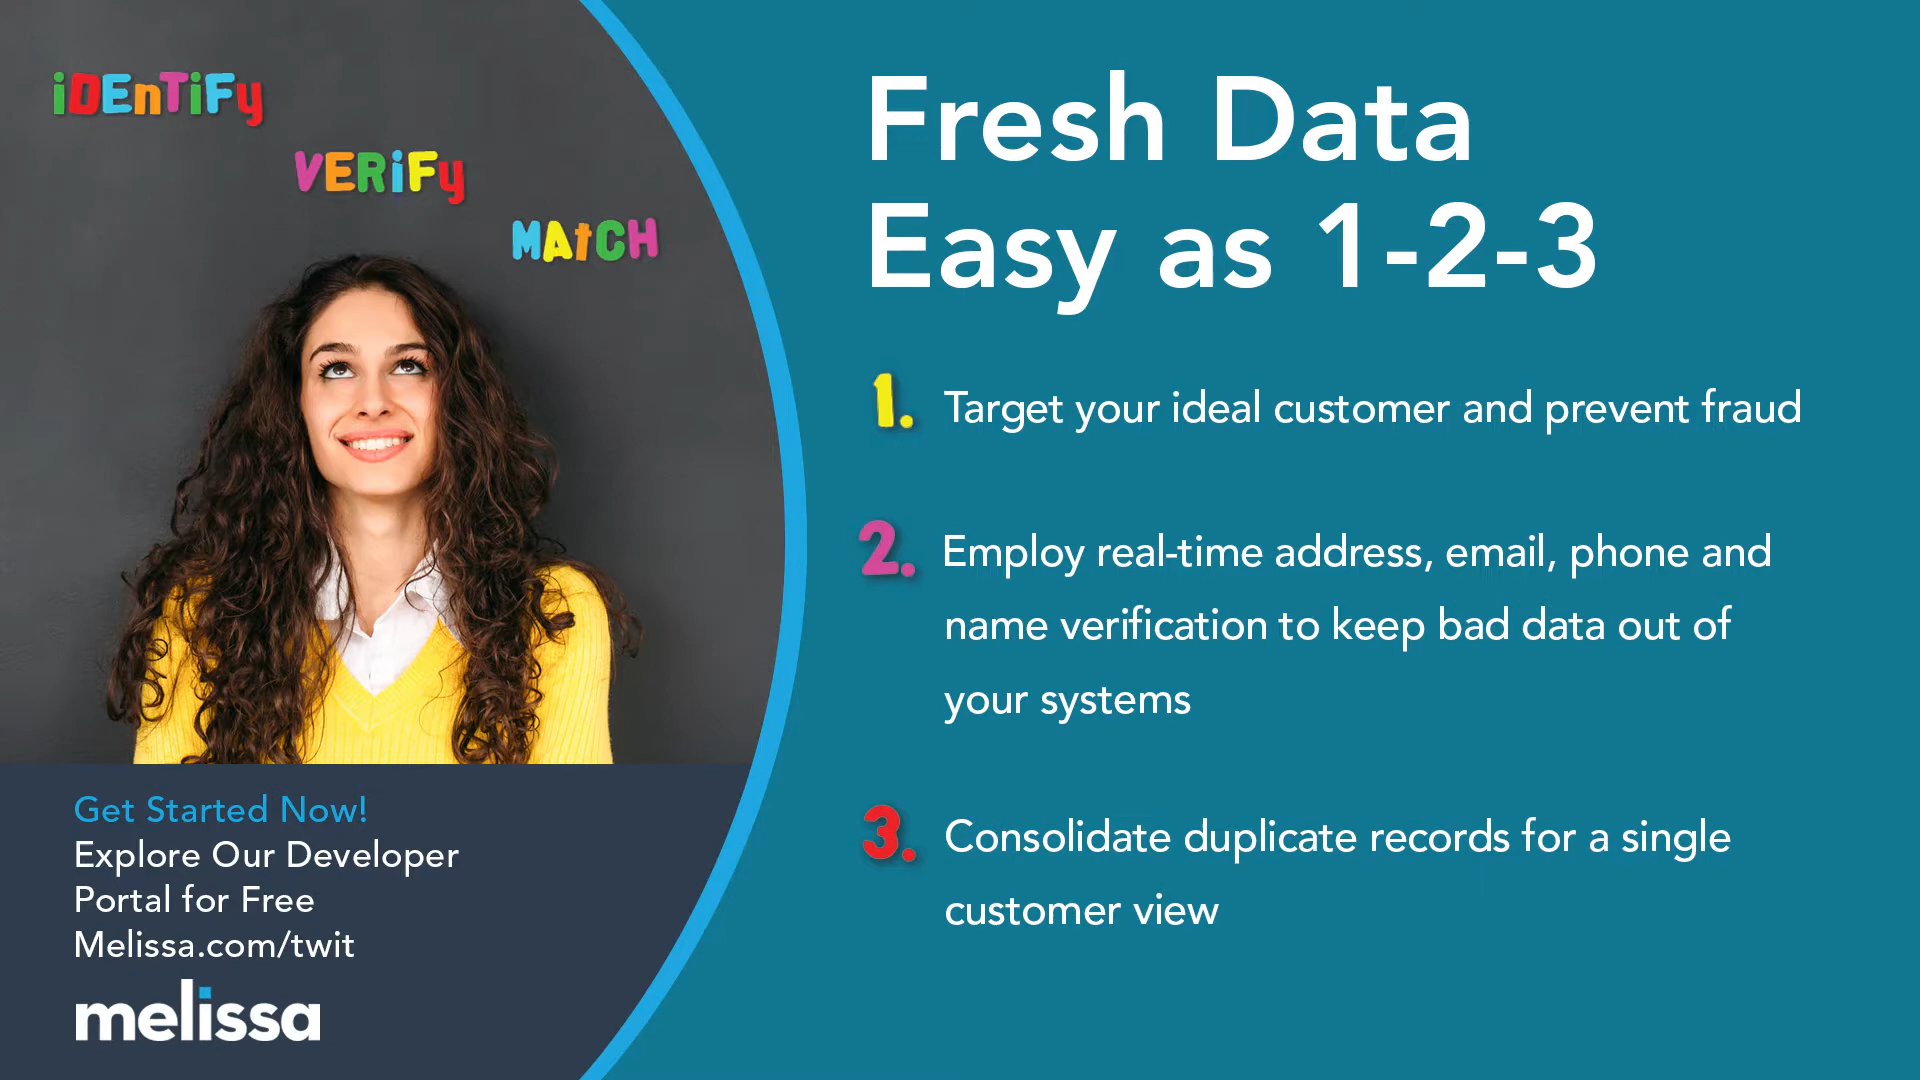 iDEnTiFy
VERiFy
MAtCH
Fresh Data
Easy as 1-2-3
1. Target your ideal customer and prevent fraud
2. Employ real-time address, email, phone and
name verification to keep bad data out of
your systems
3. Consolidate duplicate records for a single
customer view
Get Started Now!
Explore Our Developer
Portal for Free
Melissa.com/twit
melissa